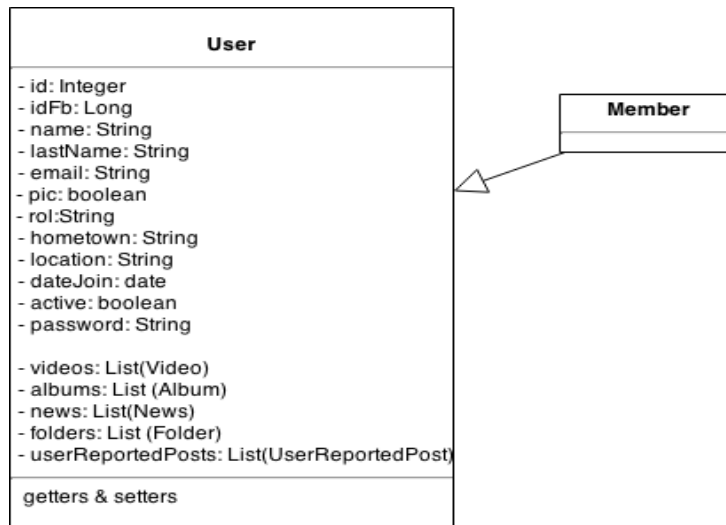 User
- id: Integer
- idFb: Long
- name: String
- lastName: String
- email: String
- pic: boolean
- rol:String
- hometown: String
- location: String
- dateJoin: date
- active: boolean
- password: String
- videos: List(Video)
- albums: List (Album)
- news: List(News)
- folders: List (Folder)
- userReportedPosts: List(UserReportedPost)
getters & setters
Member